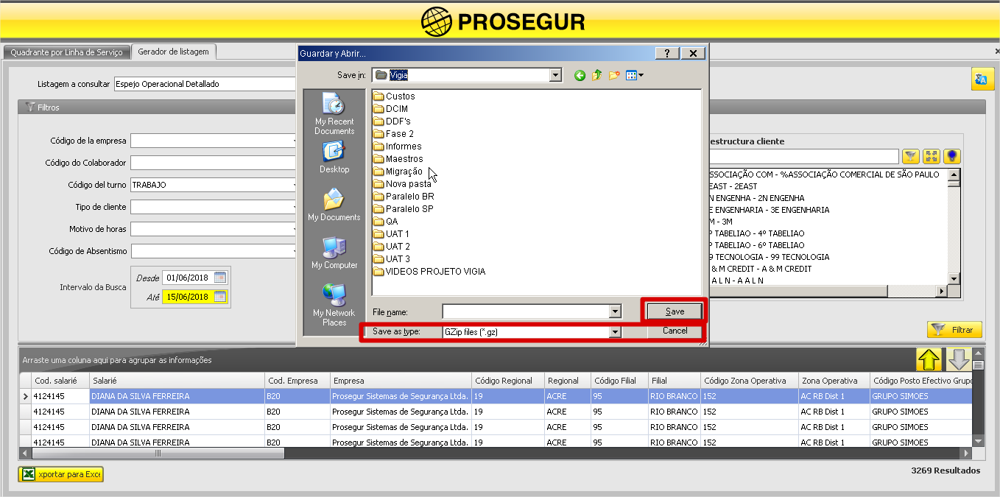 PROSEGUR
Quadrante por Linha de Serviço
Gerador de listagem
Listagem a consultar
Espejo Operacional Detallado
Filtros
Código de la empresa
Código do Colaborador
Código del turno
TRABAJO
Tipo de cliente
Motivo de horas
Código de Absentismo
Intervalo da Busca
Desde
01/06/2018
Até
15/06/2018
Guardar y Abrir...
?
Save in:
Vigia
My Recent
Documents
Desktop
My Documents
My Computer
My Network
Places
Custos
DCIM
DDF's
Fase 2
Informes
Maestros
Migração
Nova pasta
Paralelo BR
Paralelo SP
QA
UAT 1
UAT 2
UAT 3
VIDEOS PROJETO VIGIA
File name:
Save
Save as type:
GZip files (*.gz)
Cancel
estructura cliente
SSOCIAÇÃO COM - %ASSOCIAÇÃO COMERCIAL DE SÃO PAULO
EAST - 2EAST
N ENGENHA - 2N ENGENHA
E ENGENHARIA - 3E ENGENHARIA
M - 3M
º TABELIAO - 4º TABELIAO
º TABELIAO - 6º TABELIAO
9 TECNOLOGIA - 99 TECNOLOGIA
& M CREDIT - A & M CREDIT
A L N - A A L N
Filtrar
Arraste uma coluna aqui para agrupar as informações
Cod. salarié Salarié Cod. Empresa Empresa Código Regional Regional Código Filial Filial Código Zona Operativa Zona Operativa Código Posto Efectivo Grupo
4124145 DIANA DA SILVA FERREIRA B20 Prosegur Sistemas de Segurança Ltda. 19 ACRE 95 RIO BRANCO 152 AC RB Dist 1 GRUPO SIMOES
4124145 DIANA DA SILVA FERREIRA B20 Prosegur Sistemas de Segurança Ltda. 19 ACRE 95 RIO BRANCO 152 AC RB Dist 1 GRUPO SIMOES
4124145 DIANA DA SILVA FERREIRA B20 Prosegur Sistemas de Segurança Ltda. 19 ACRE 95 RIO BRANCO 152 AC RB Dist 1 GRUPO SIMOES
4124145 DIANA DA SILVA FERREIRA B20 Prosegur Sistemas de Segurança Ltda. 19 ACRE 95 RIO BRANCO 152 AC RB Dist 1 GRUPO SIMOES
xportar para Exce
3269 Resultados